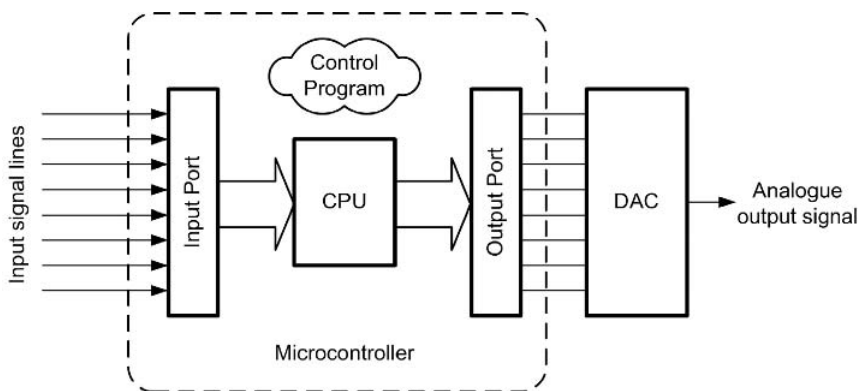 Control
Program
Input signal lines
Input Port
CPU
Output Port
DAC
Analogue
output signal
Microcontroller